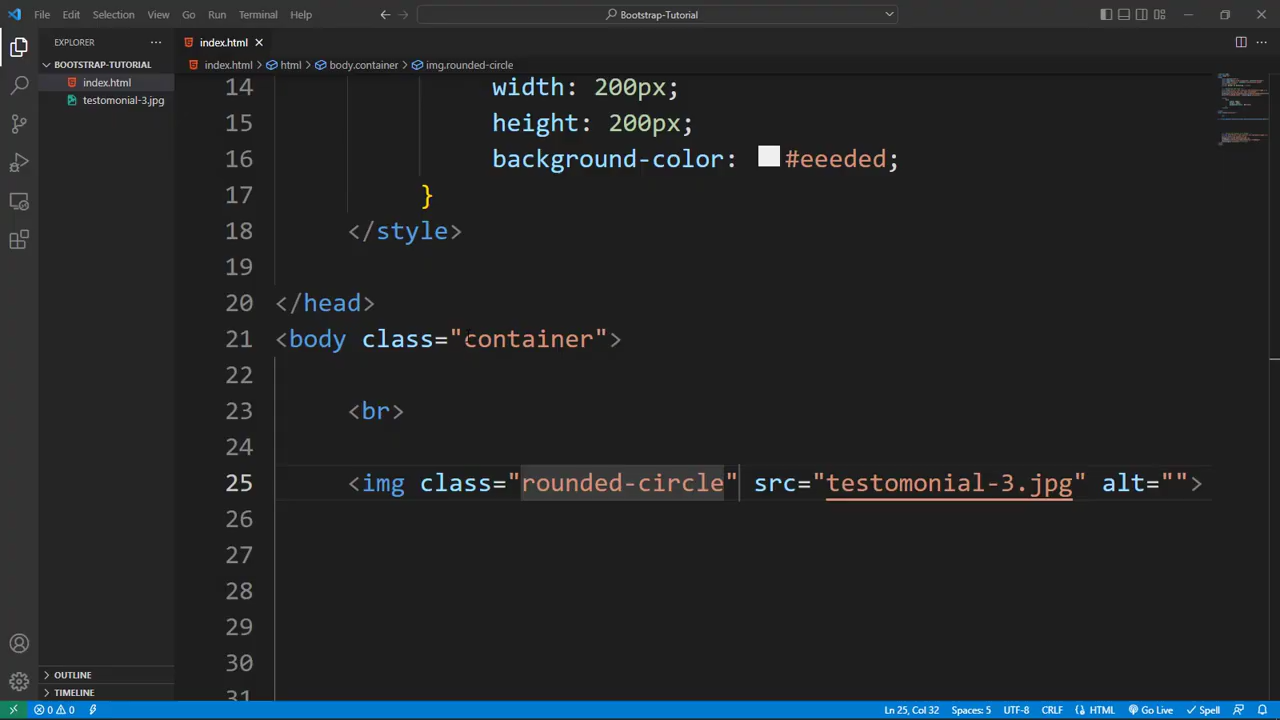 File Edit Selection View Go Run Terminal Help
Bootstrap-Tutorial
EXPLORER
index.html
BOOTSTRAP-TUTORIAL
index.html
testomonial-3.jpg
index.html > html > body.container > img.rounded-circle
14 width: 200px;
15 height: 200px;
16 background-color: #eeeded;
17 }
18 </style>
19
20 </head>
21 <body class="container">
22
23 <br>
24
25 <img class="rounded-circle" src="testomonial-3.jpg" alt="">
26
27
28
29
30
31
OUTLINE
TIMELINE
0 0
Ln 25, Col 32 Spaces: 5 UTF-8 CRLF HTML Go Live Spell